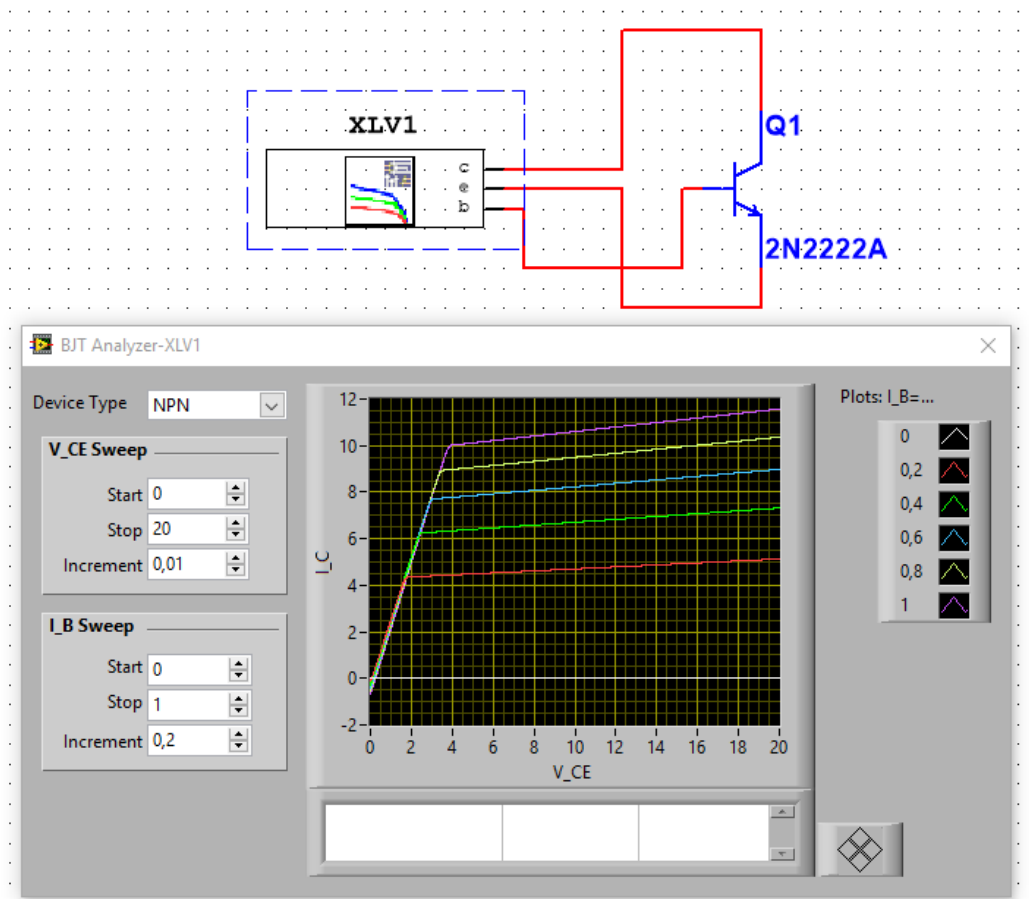 XLV1
c
e
b
Q1
2N2222A
BJT Analyzer-XLV1
Device Type NPN
V_CE Sweep
Start 0
Stop 20
Increment 0,01
I_B Sweep
Start 0
Stop 1
Increment 0,2
I_C
12
10
8
6
4
2
0
-2
0 2 4 6 8 10 12 14 16 18 20
V_CE
Plots: I_B=...
0
0,2
0,4
0,6
0,8
1